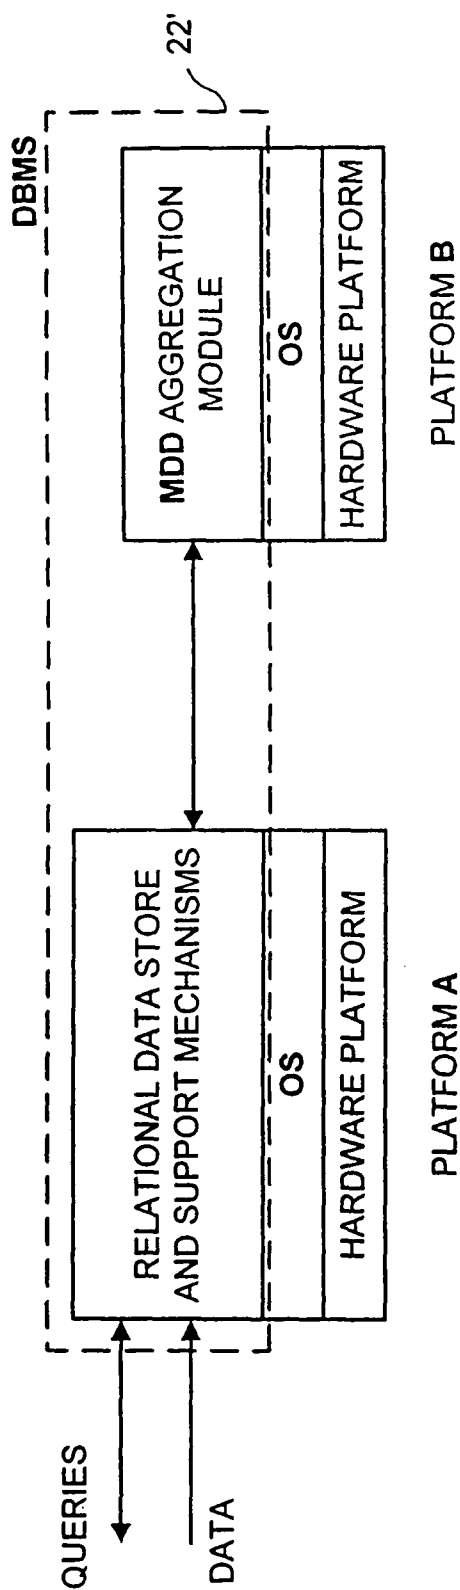 DBMS
22'
QUERIES
DATA
RELATIONAL DATA STORE
AND SUPPORT MECHANISMS
OS
HARDWARE PLATFORM
PLATFORM A
MDD AGGREGATION
MODULE
OS
HARDWARE PLATFORM
PLATFORM B